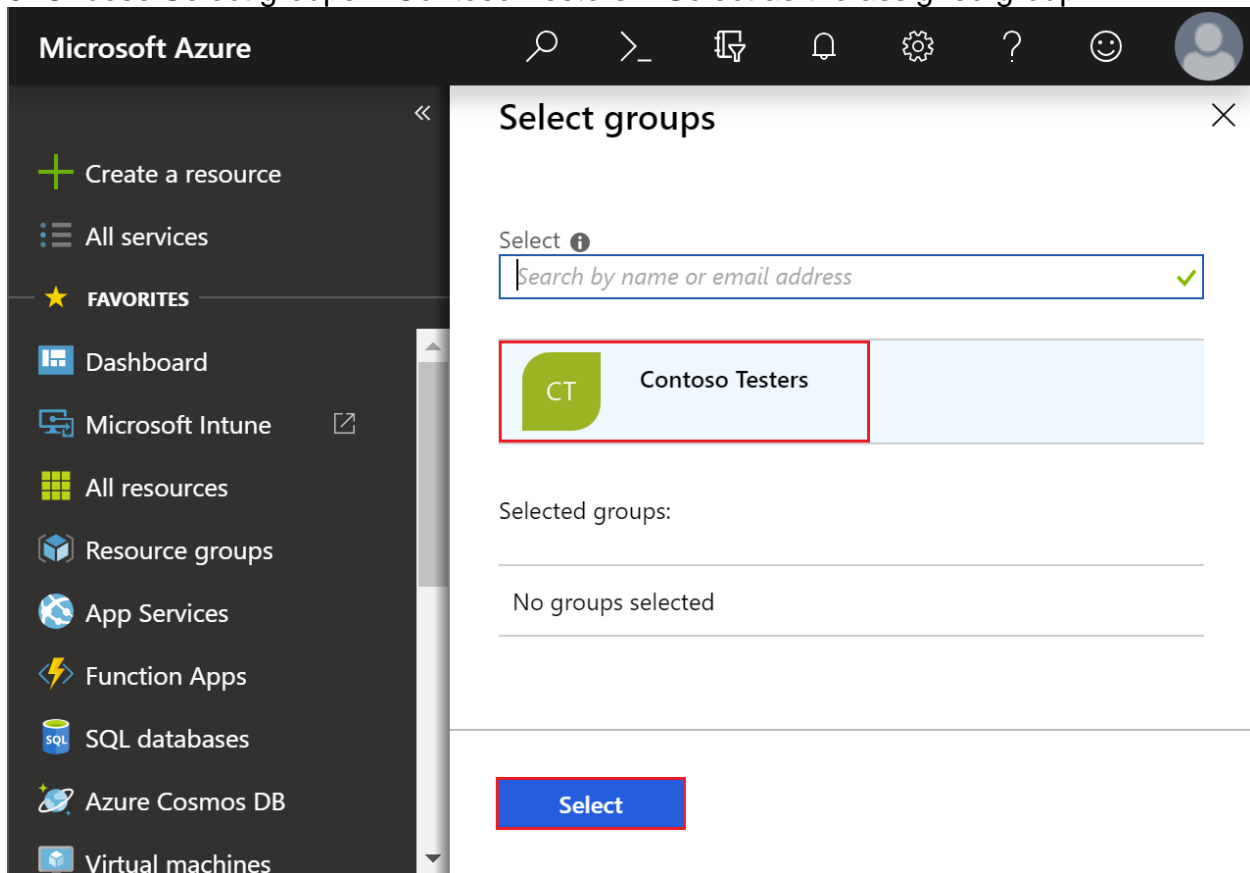 Microsoft Azure
Select groups
Create a resource
All services
FAVORITES
Dashboard
Microsoft Intune
All resources
Resource groups
App Services
Function Apps
SQL
SQL databases
Azure Cosmos DB
Virtual machines
Select
Search by name or email address
CT
Contoso Testers
Selected groups:
No groups selected
Select